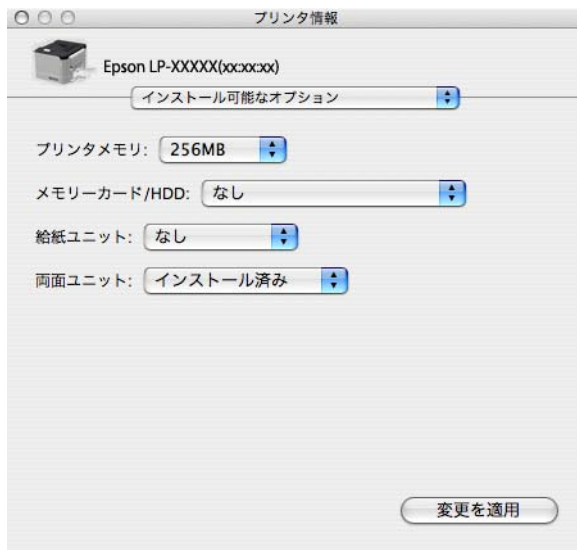 プリンタ情報
Epson LP-XXXXX(xx:xx:xx)
インストール可能なオプション
プリンタメモリ: 256MB
メモリーカード/HDD: なし
給紙ユニット: なし
両面ユニット: インストール済み
変更を適用